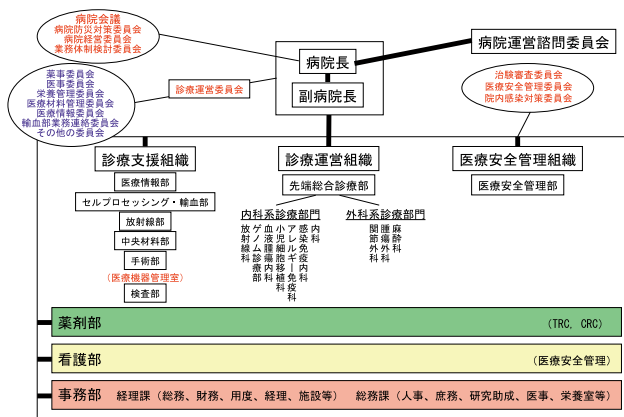 病院会議
病院防災対策委員会
病院経営委員会
業務体制検討委員会
病院長
副病院長
病院運営諮問委員会
薬事委員会
医事委員会
栄養管理委員会
医療材料管理委員会
医療情報委員会
輸血部業務連絡委員会
その他の委員会
診療運営委員会
治験審査委員会
医療安全管理委員会
院内感染対策委員会
診療支援組織
診療運営組織
医療安全管理組織
医療情報部
セルプロセッシング・輸血部
放射線部
中央材料部
手術部
(医療機器管理室)
検査部
先端総合診療部
医療安全管理部
内科系診療部門
放射線科
ゲノム診療部
血液腫瘍内科
小児細胞移植科
アレルギー免疫科
感染免疫内科
内科
外科系診療部門
関節外科
腫瘍外科
麻酔科
薬剤部 (TRC, CRC)
看護部 (医療安全管理)
事務部 経理課(総務、財務、用度、経理、施設等) 総務課(人事、庶務、研究助成、医事、栄養室等)